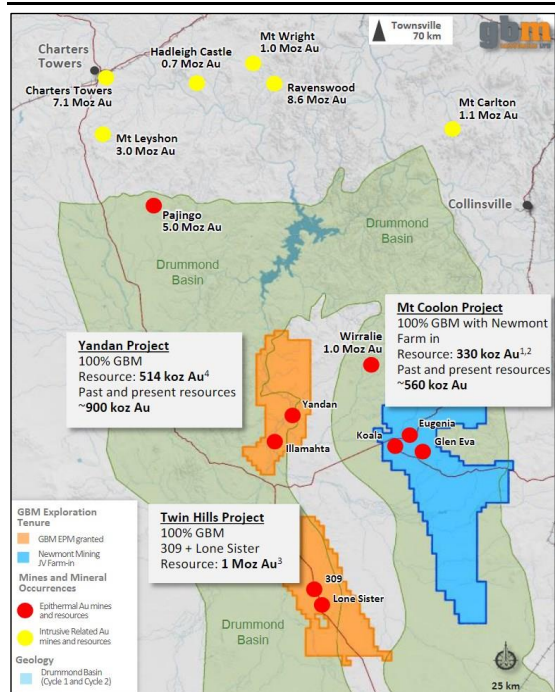 Townsville
70 km
gbm
Charters
Towers
Hadleigh Castle
0.7 Moz Au
Mt Wright
1.0 Moz Au
Charters Towers
7.1 Moz Au
Ravenswood
8.6 Moz Au
Mt Carlton
1.1 Moz Au
Mt Leyshon
3.0 Moz Au
Collinsville
Pajingo
5.0 Moz Au
Drummond
Basin
Drummond
Basin
Mt Coolon Project
100% GBM with Newmont
Farm in
Resource: 330 koz Au1,2
Past and present resources
~560 koz Au
Wirralie
1.0 Moz Au
Yandan Project
100% GBM
Resource: 514 koz Au4
Past and present resources
~900 koz Au
Yandan
Illamahta
Eugenia
Koala
Glen Eva
Twin Hills Project
100% GBM
309 + Lone Sister
Resource: 1 Moz Au3
309
Lone Sister
Drummond
Basin
GBM Exploration
Tenure
GBM EPM granted
Newmont Mining
JV Farm-in
Mines and Mineral
Occurrences
Epithermal Au mines
and resources
Intrusive Related Au
mines and resources
Geology
Drummond Basin
(Cycle 1 and Cycle 2)
25 km